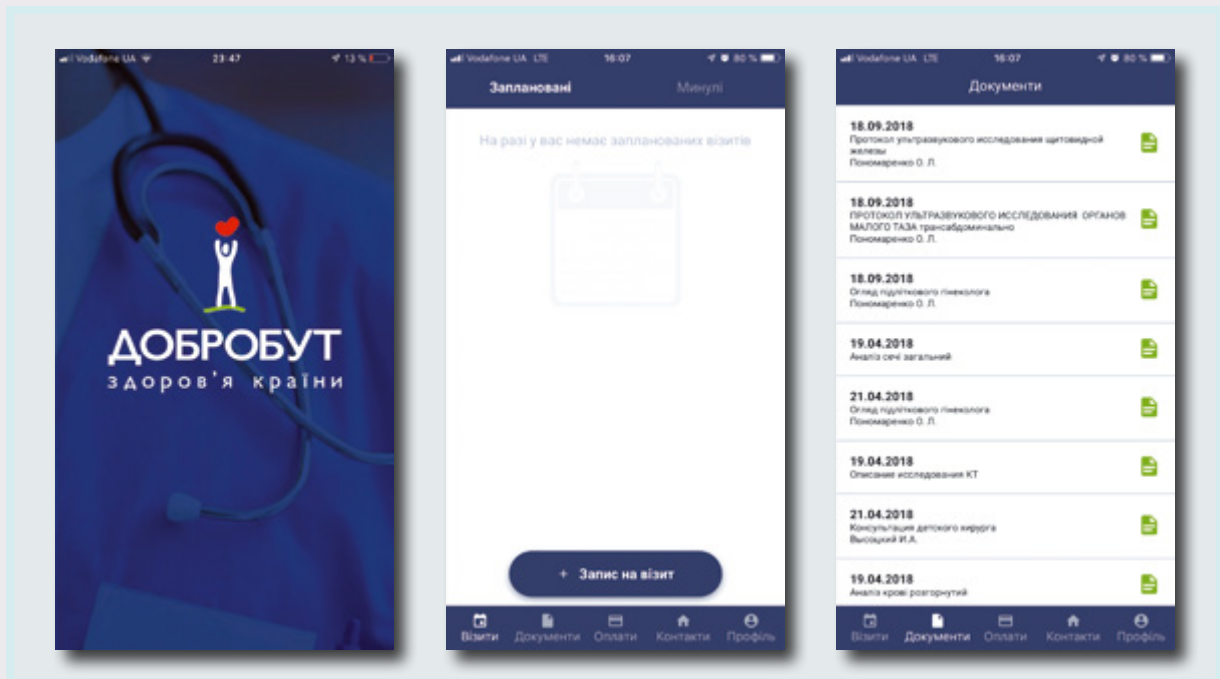 Vodafone UA 23:47 13 %
ДОБРОБУТ
здоров'я країни
Vodafone UA LTE 16:07 80 %
Заплановані Минулі
На разі у вас немає запланованих візитів
+ Запис на візит
Візити Документи Оплати Контакти Профіль
Vodafone UA LTE 16:07 80 %
Документи
18.09.2018
Протокол ультразвукового исследования щитовидной
железы
Пономаренко О. Л.
18.09.2018
ПРОТОКОЛ УЛЬТРАЗВУКОВОГО ИССЛЕДОВАНИЯ ОРГАНОВ
МАЛОГО ТАЗА трансабдоминально
Пономаренко О. Л.
18.09.2018
Огляд підліткового гінеколога
Пономаренко О. Л.
19.04.2018
Аналіз сечі загальний
21.04.2018
Огляд підліткового гінеколога
Пономаренко О. Л.
19.04.2018
Описание исследования КТ
21.04.2018
Консультация детского хирурга
Высоцкий И.А.
19.04.2018
Аналіз крові розгорнутий
Візити Документи Оплати Контакти Профіль